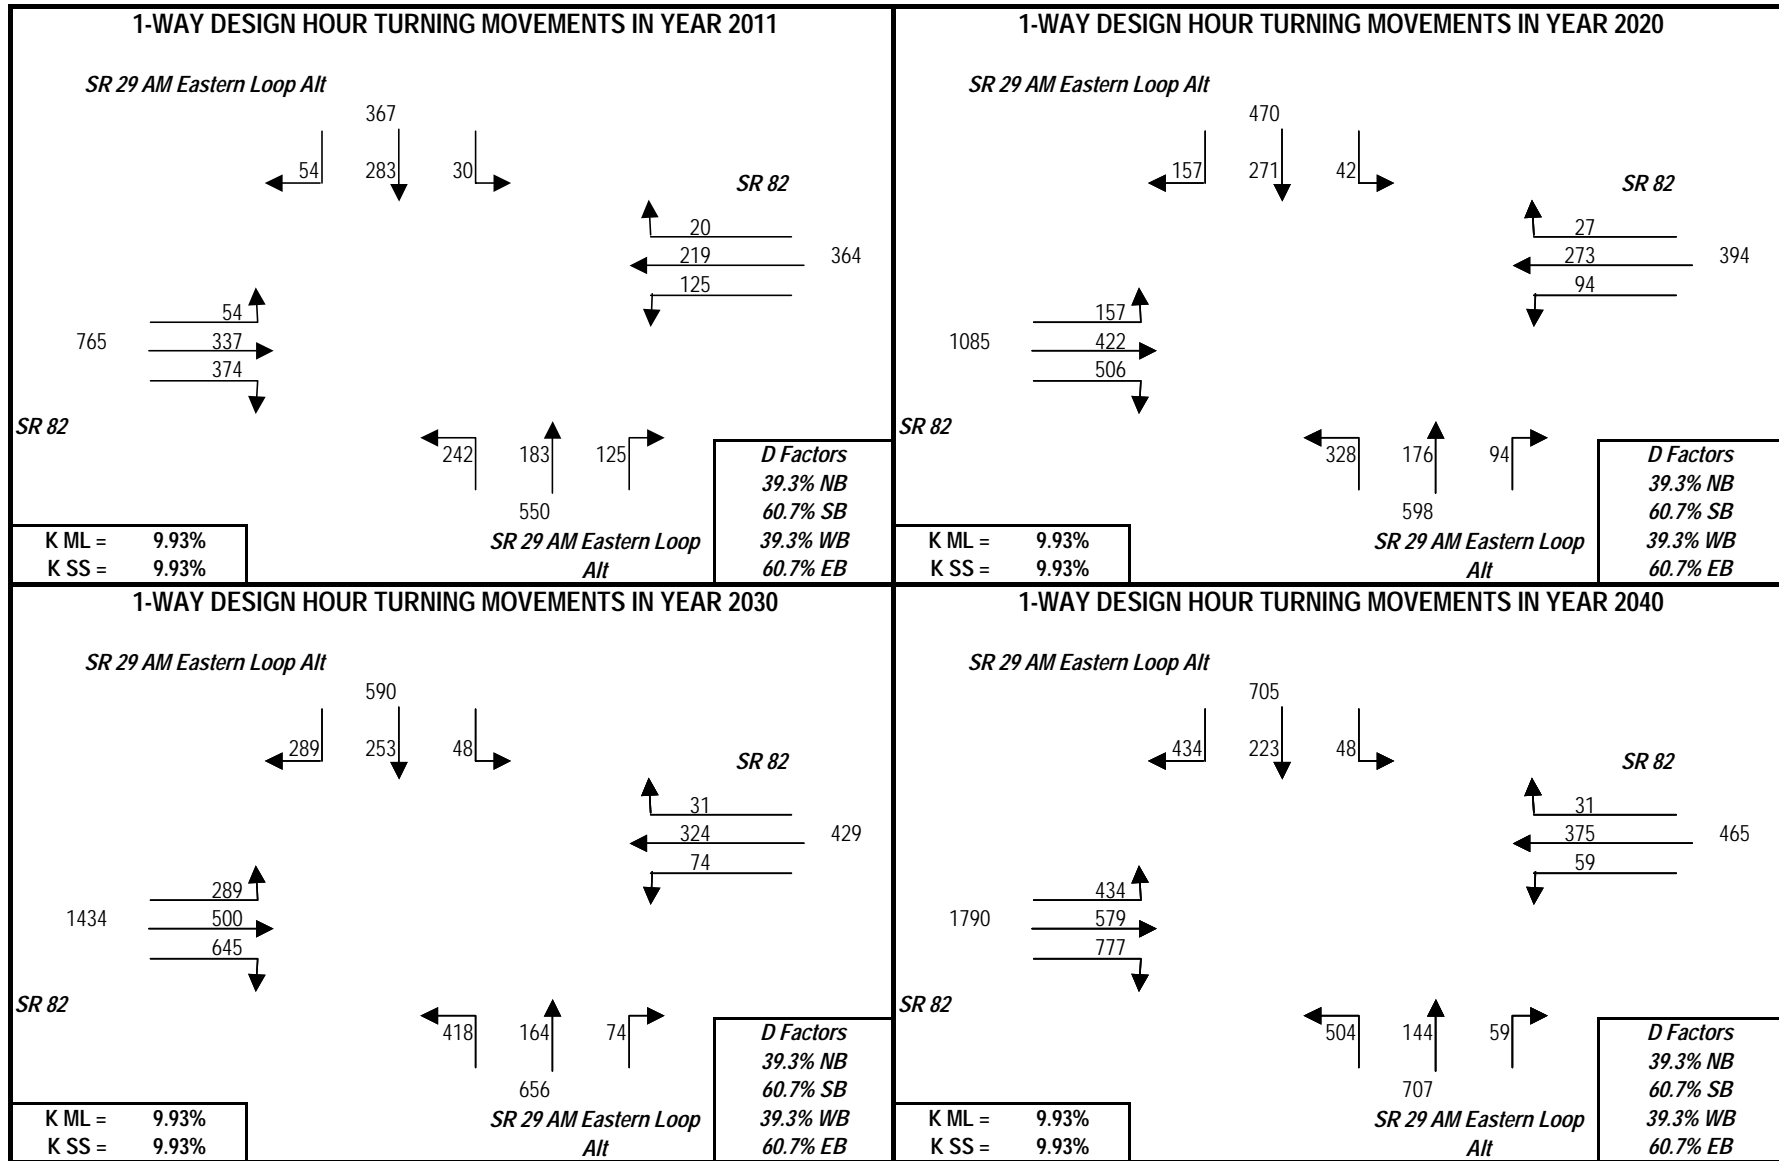 1-WAY DESIGN HOUR TURNING MOVEMENTS IN YEAR 2011
SR 29 AM Eastern Loop Alt
367
54 283 30
SR 82
20
219 364
125
54
765 337
374
SR 82
242 183 125
550
SR 29 AM Eastern Loop
Alt
D Factors
39.3% NB
60.7% SB
39.3% WB
60.7% EB
K ML = 9.93%
K SS = 9.93%
1-WAY DESIGN HOUR TURNING MOVEMENTS IN YEAR 2020
SR 29 AM Eastern Loop Alt
470
157 271 42
SR 82
27
273 394
94
157
1085 422
506
SR 82
328 176 94
598
SR 29 AM Eastern Loop
Alt
D Factors
39.3% NB
60.7% SB
39.3% WB
60.7% EB
K ML = 9.93%
K SS = 9.93%
1-WAY DESIGN HOUR TURNING MOVEMENTS IN YEAR 2030
SR 29 AM Eastern Loop Alt
590
289 253 48
SR 82
31
324 429
74
289
1434 500
645
SR 82
418 164 74
656
SR 29 AM Eastern Loop
Alt
D Factors
39.3% NB
60.7% SB
39.3% WB
60.7% EB
K ML = 9.93%
K SS = 9.93%
1-WAY DESIGN HOUR TURNING MOVEMENTS IN YEAR 2040
SR 29 AM Eastern Loop Alt
705
434 223 48
SR 82
31
375 465
59
434
1790 579
777
SR 82
504 144 59
707
SR 29 AM Eastern Loop
Alt
D Factors
39.3% NB
60.7% SB
39.3% WB
60.7% EB
K ML = 9.93%
K SS = 9.93%